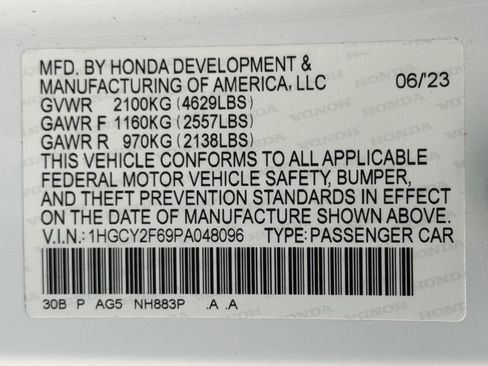 MFD. BY HONDA DEVELOPMENT &
MANUFACTURING OF AMERICA, LLC 06/'23
GVWR 2100KG (4629LBS)
GAWR F 1160KG (2557LBS)
GAWR R 970KG (2138LBS)
THIS VEHICLE CONFORMS TO ALL APPLICABLE
FEDERAL MOTOR VEHICLE SAFETY, BUMPER,
AND THEFT PREVENTION STANDARDS IN EFFECT
ON THE DATE OF MANUFACTURE SHOWN ABOVE.
V.I.N.: 1HGCY2F69PA048096 TYPE: PASSENGER CAR
30B P AG5 NH883P .A .A